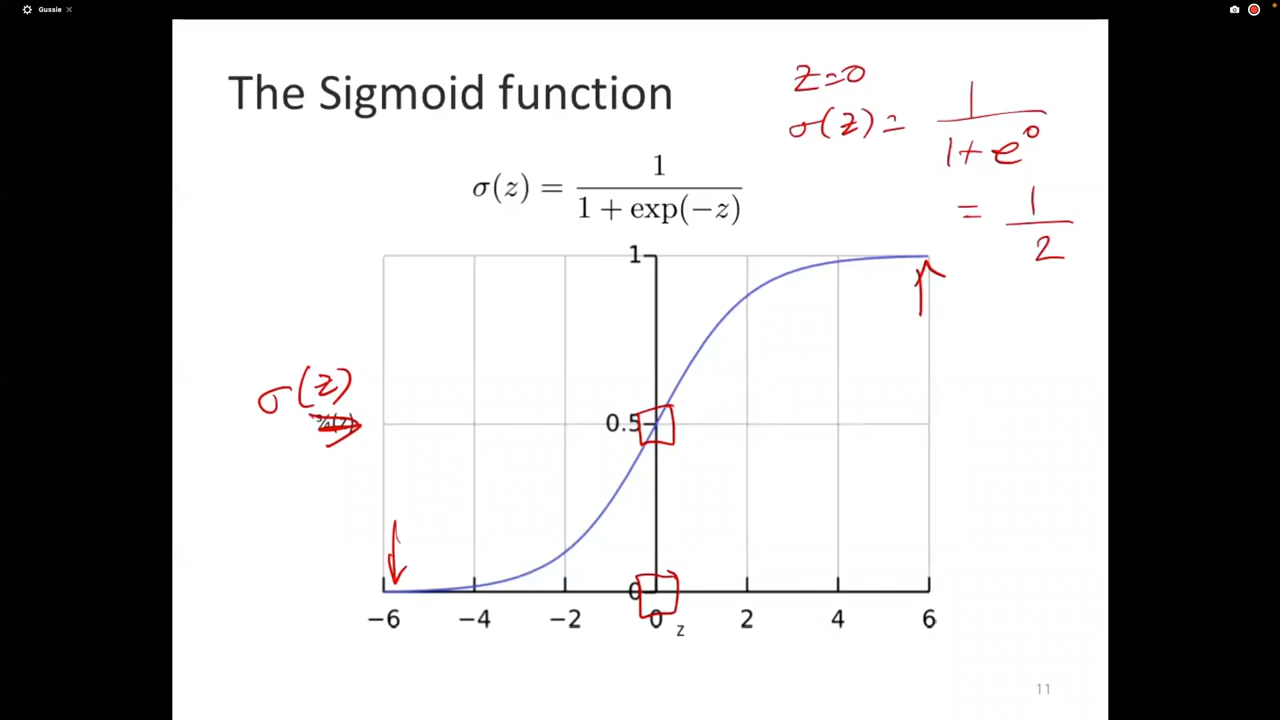 Gussie
The Sigmoid function
z=0
σ(z) = 1 / 1+e^0
= 1 / 2
σ(z) = 1 / 1 + exp(−z)
1
σ(z)
0.5
0
−6 −4 −2 0 2 4 6
z
11